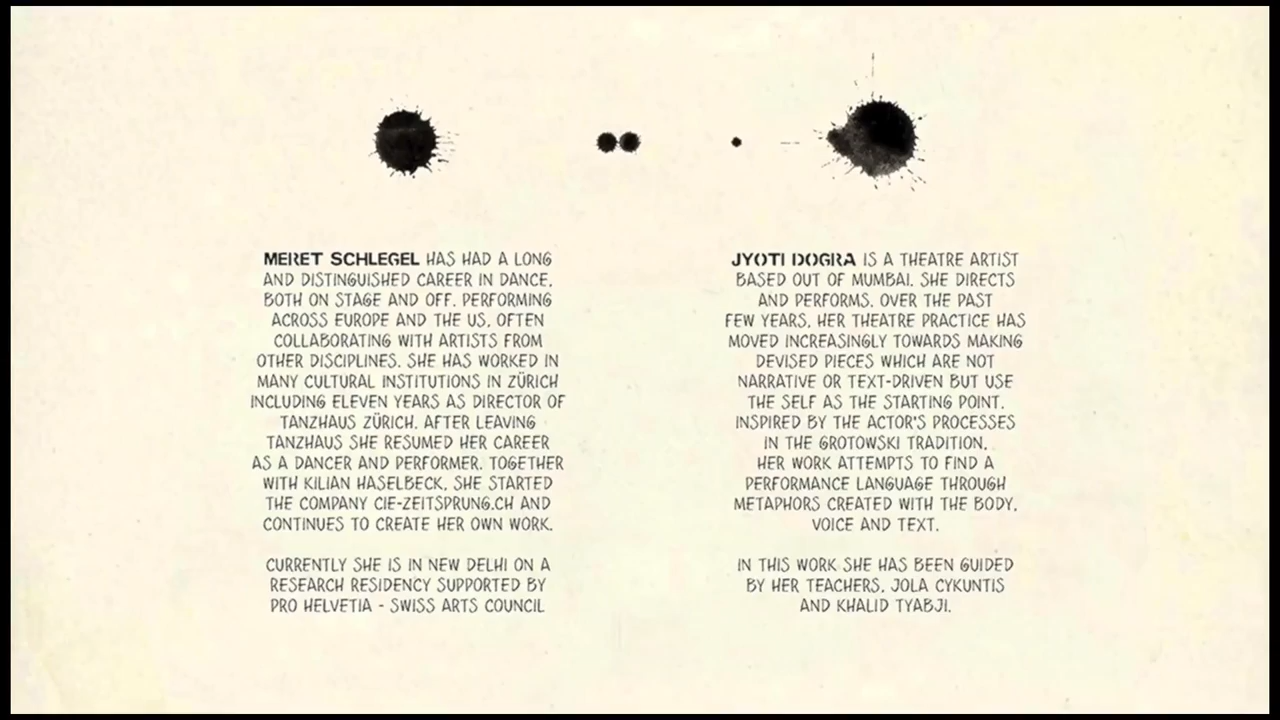 MERET SCHLEGEL HAS HAD A LONG
AND DISTINGUISHED CAREER IN DANCE,
BOTH ON STAGE AND OFF, PERFORMING
ACROSS EUROPE AND THE US, OFTEN
COLLABORATING WITH ARTISTS FROM
OTHER DISCIPLINES. SHE HAS WORKED IN
MANY CULTURAL INSTITUTIONS IN ZÜRICH
INCLUDING ELEVEN YEARS AS DIRECTOR OF
TANZHAUS ZÜRICH. AFTER LEAVING
TANZHAUS SHE RESUMED HER CAREER
AS A DANCER AND PERFORMER. TOGETHER
WITH KILIAN HASELBECK, SHE STARTED
THE COMPANY CIE-ZEITSPRUNG.CH AND
CONTINUES TO CREATE HER OWN WORK.
CURRENTLY SHE IS IN NEW DELHI ON A
RESEARCH RESIDENCY SUPPORTED BY
PRO HELVETIA - SWISS ARTS COUNCIL
JYOTI DOGRA IS A THEATRE ARTIST
BASED OUT OF MUMBAI. SHE DIRECTS
AND PERFORMS. OVER THE PAST
FEW YEARS, HER THEATRE PRACTICE HAS
MOVED INCREASINGLY TOWARDS MAKING
DEVISED PIECES WHICH ARE NOT
NARRATIVE OR TEXT-DRIVEN BUT USE
THE SELF AS THE STARTING POINT.
INSPIRED BY THE ACTOR'S PROCESSES
IN THE GROTOWSKI TRADITION,
HER WORK ATTEMPTS TO FIND A
PERFORMANCE LANGUAGE THROUGH
METAPHORS CREATED WITH THE BODY,
VOICE AND TEXT.
IN THIS WORK SHE HAS BEEN GUIDED
BY HER TEACHERS, JOLA CYKUNTIS
AND KHALID TYABJI.